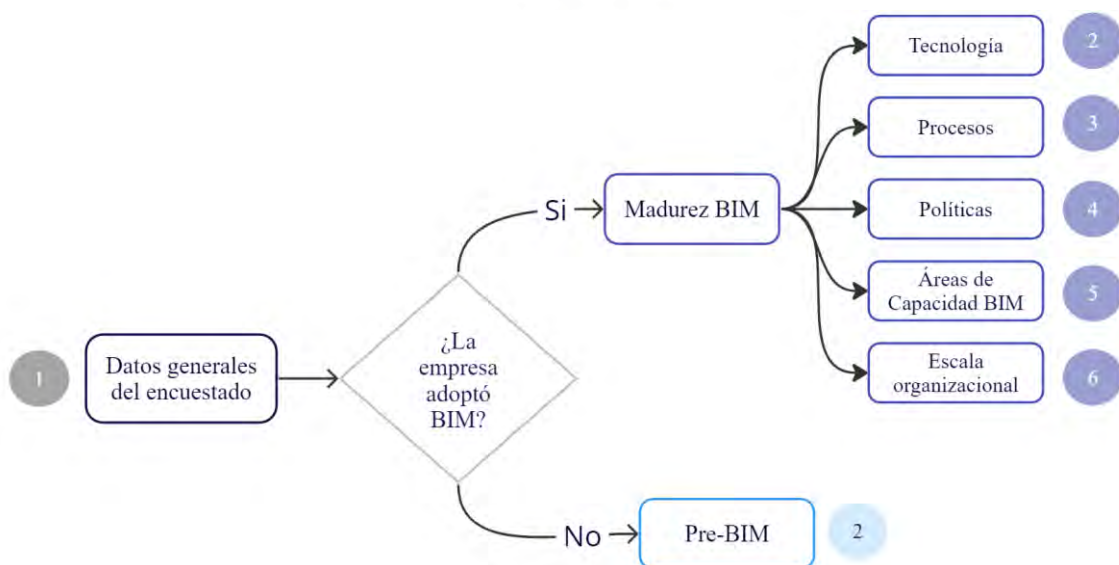 1
Datos generales
del encuestado
¿La
empresa
adoptó
BIM?
Si
Madurez BIM
Tecnología
2
Procesos
3
Políticas
4
Áreas de
Capacidad BIM
5
Escala
organizacional
6
No
Pre-BIM
2